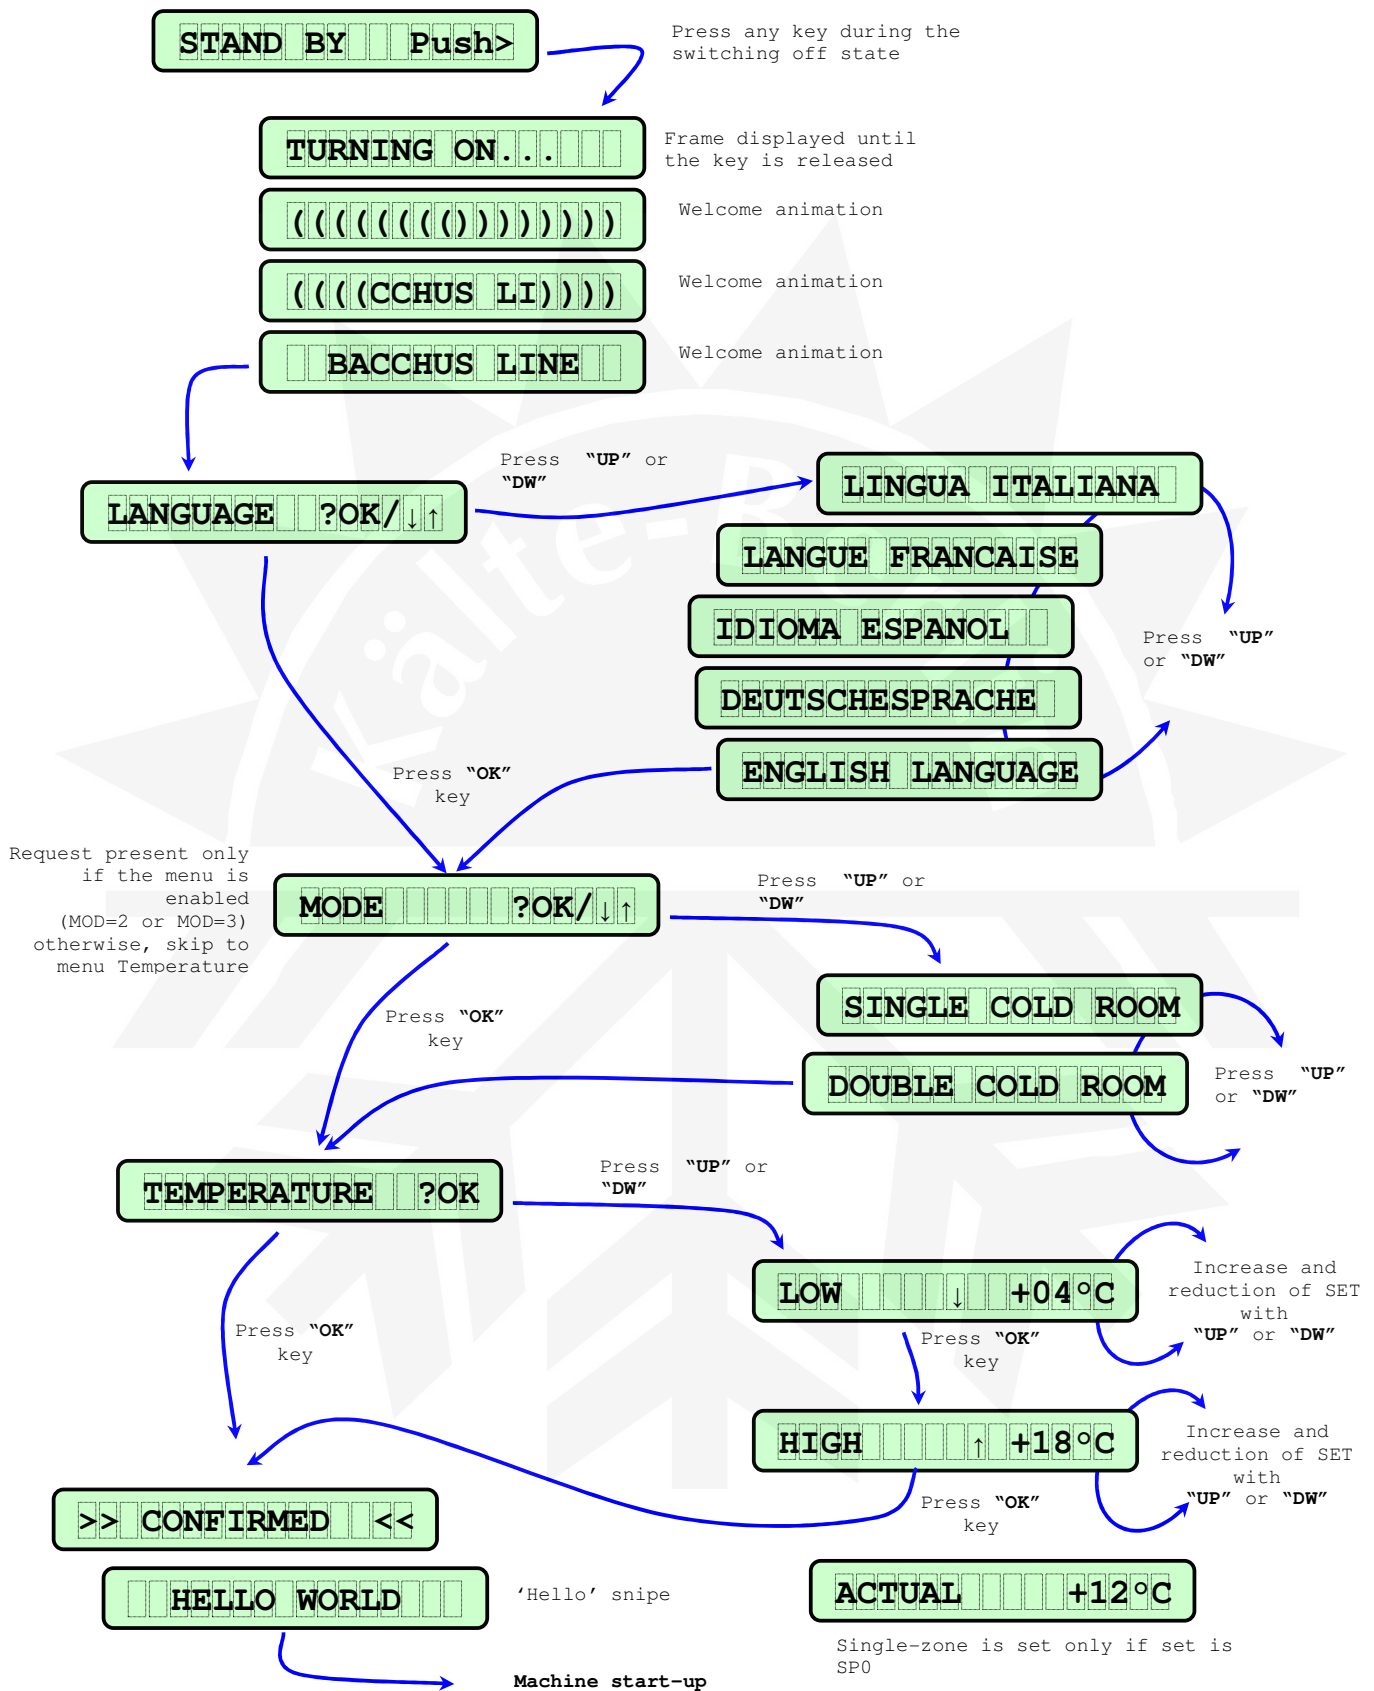 STAND BY   Push>
Press any key during the
switching off state
TURNING ON...
Frame displayed until
the key is released
(((((((())))))))
Welcome animation
((((CCHUS LI))))
Welcome animation
BACCHUS LINE
Welcome animation
Press “UP” or
“DW”
LINGUA ITALIANA
LANGUAGE  ?OK/↓↑
LANGUE FRANCAISE
IDIOMA ESPANOL
Press “UP”
or “DW”
DEUTSCHESPRACHE
ENGLISH LANGUAGE
Press “OK”
key
Request present only
if the menu is
enabled
(MOD=2 or MOD=3)
otherwise, skip to
menu Temperature
MODE      ?OK/↓↑
Press “UP” or
“DW”
SINGLE COLD ROOM
Press “OK”
key
DOUBLE COLD ROOM
Press “UP”
or “DW”
TEMPERATURE  ?OK
Press “UP” or
“DW”
LOW     ↓  +04°C
Increase and
reduction of SET
with
“UP” or “DW”
Press “OK”
key
Press “OK”
key
HIGH     ↑ +18°C
Increase and
reduction of SET
with
“UP” or “DW”
Press “OK”
key
>> CONFIRMED  <<
HELLO WORLD
‘Hello’ snipe
ACTUAL     +12°C
Single-zone is set only if set is
SP0
Machine start-up